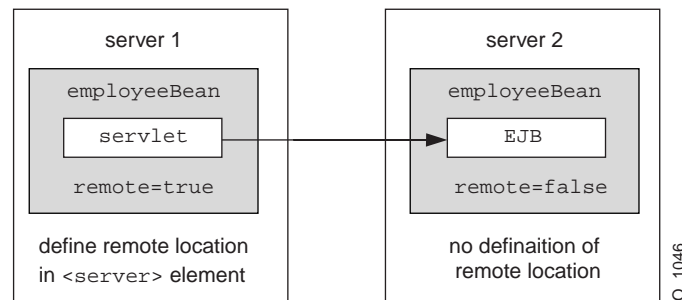 server 1
employeeBean
servlet
remote=true
define remote location
in <server> element
server 2
employeeBean
EJB
remote=false
no definaition of
remote location
O_1046